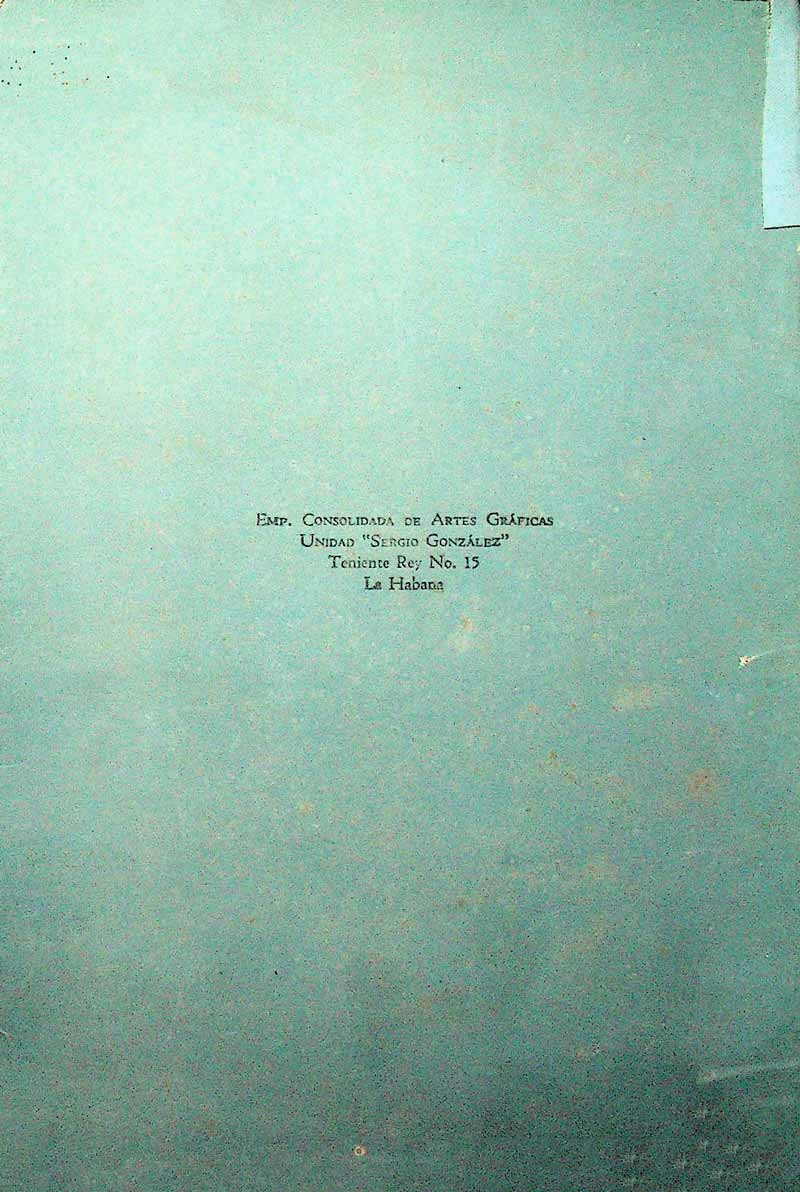 Emp. Consolidada de Artes Gráficas
Unidad "Sergio González"
Teniente Rey No. 15
La Habana